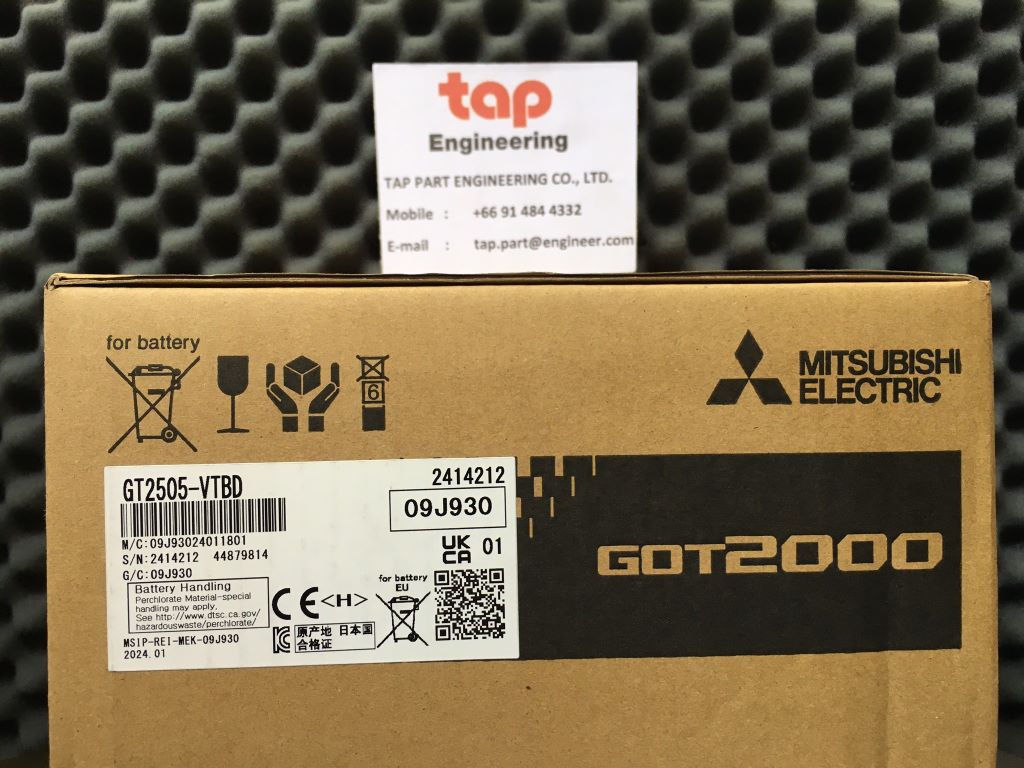 tap
Engineering
TAP PART ENGINEERING CO., LTD.
Mobile : +66 91 484 4332
E-mail : tap.part@engineer.com
for battery
6
MITSUBISHI
ELECTRIC
GT2505-VTBD
2414212
09J930
M/C:09J93024011801
S/N:2414212 44879814
G/C:09J930
UK
CA
01
Battery Handling
Perchlorate Material-special
handling may apply.
See http://www.dtsc.ca.gov/
hazardouswaste/perchlorate/
CE <H>
for battery
EU
原产地 日本国
合格证
MSIP-REI-MEK-09J930
2024.01
GOT2000